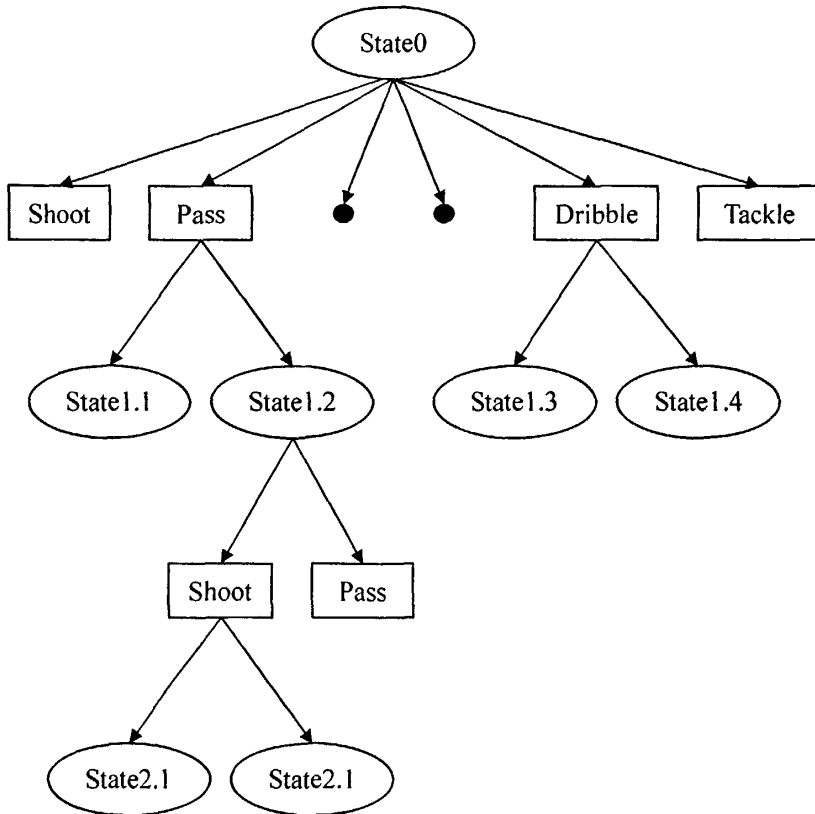 State0
Shoot
Pass
Dribble
Tackle
State1.1
State1.2
State1.3
State1.4
Shoot
Pass
State2.1
State2.1